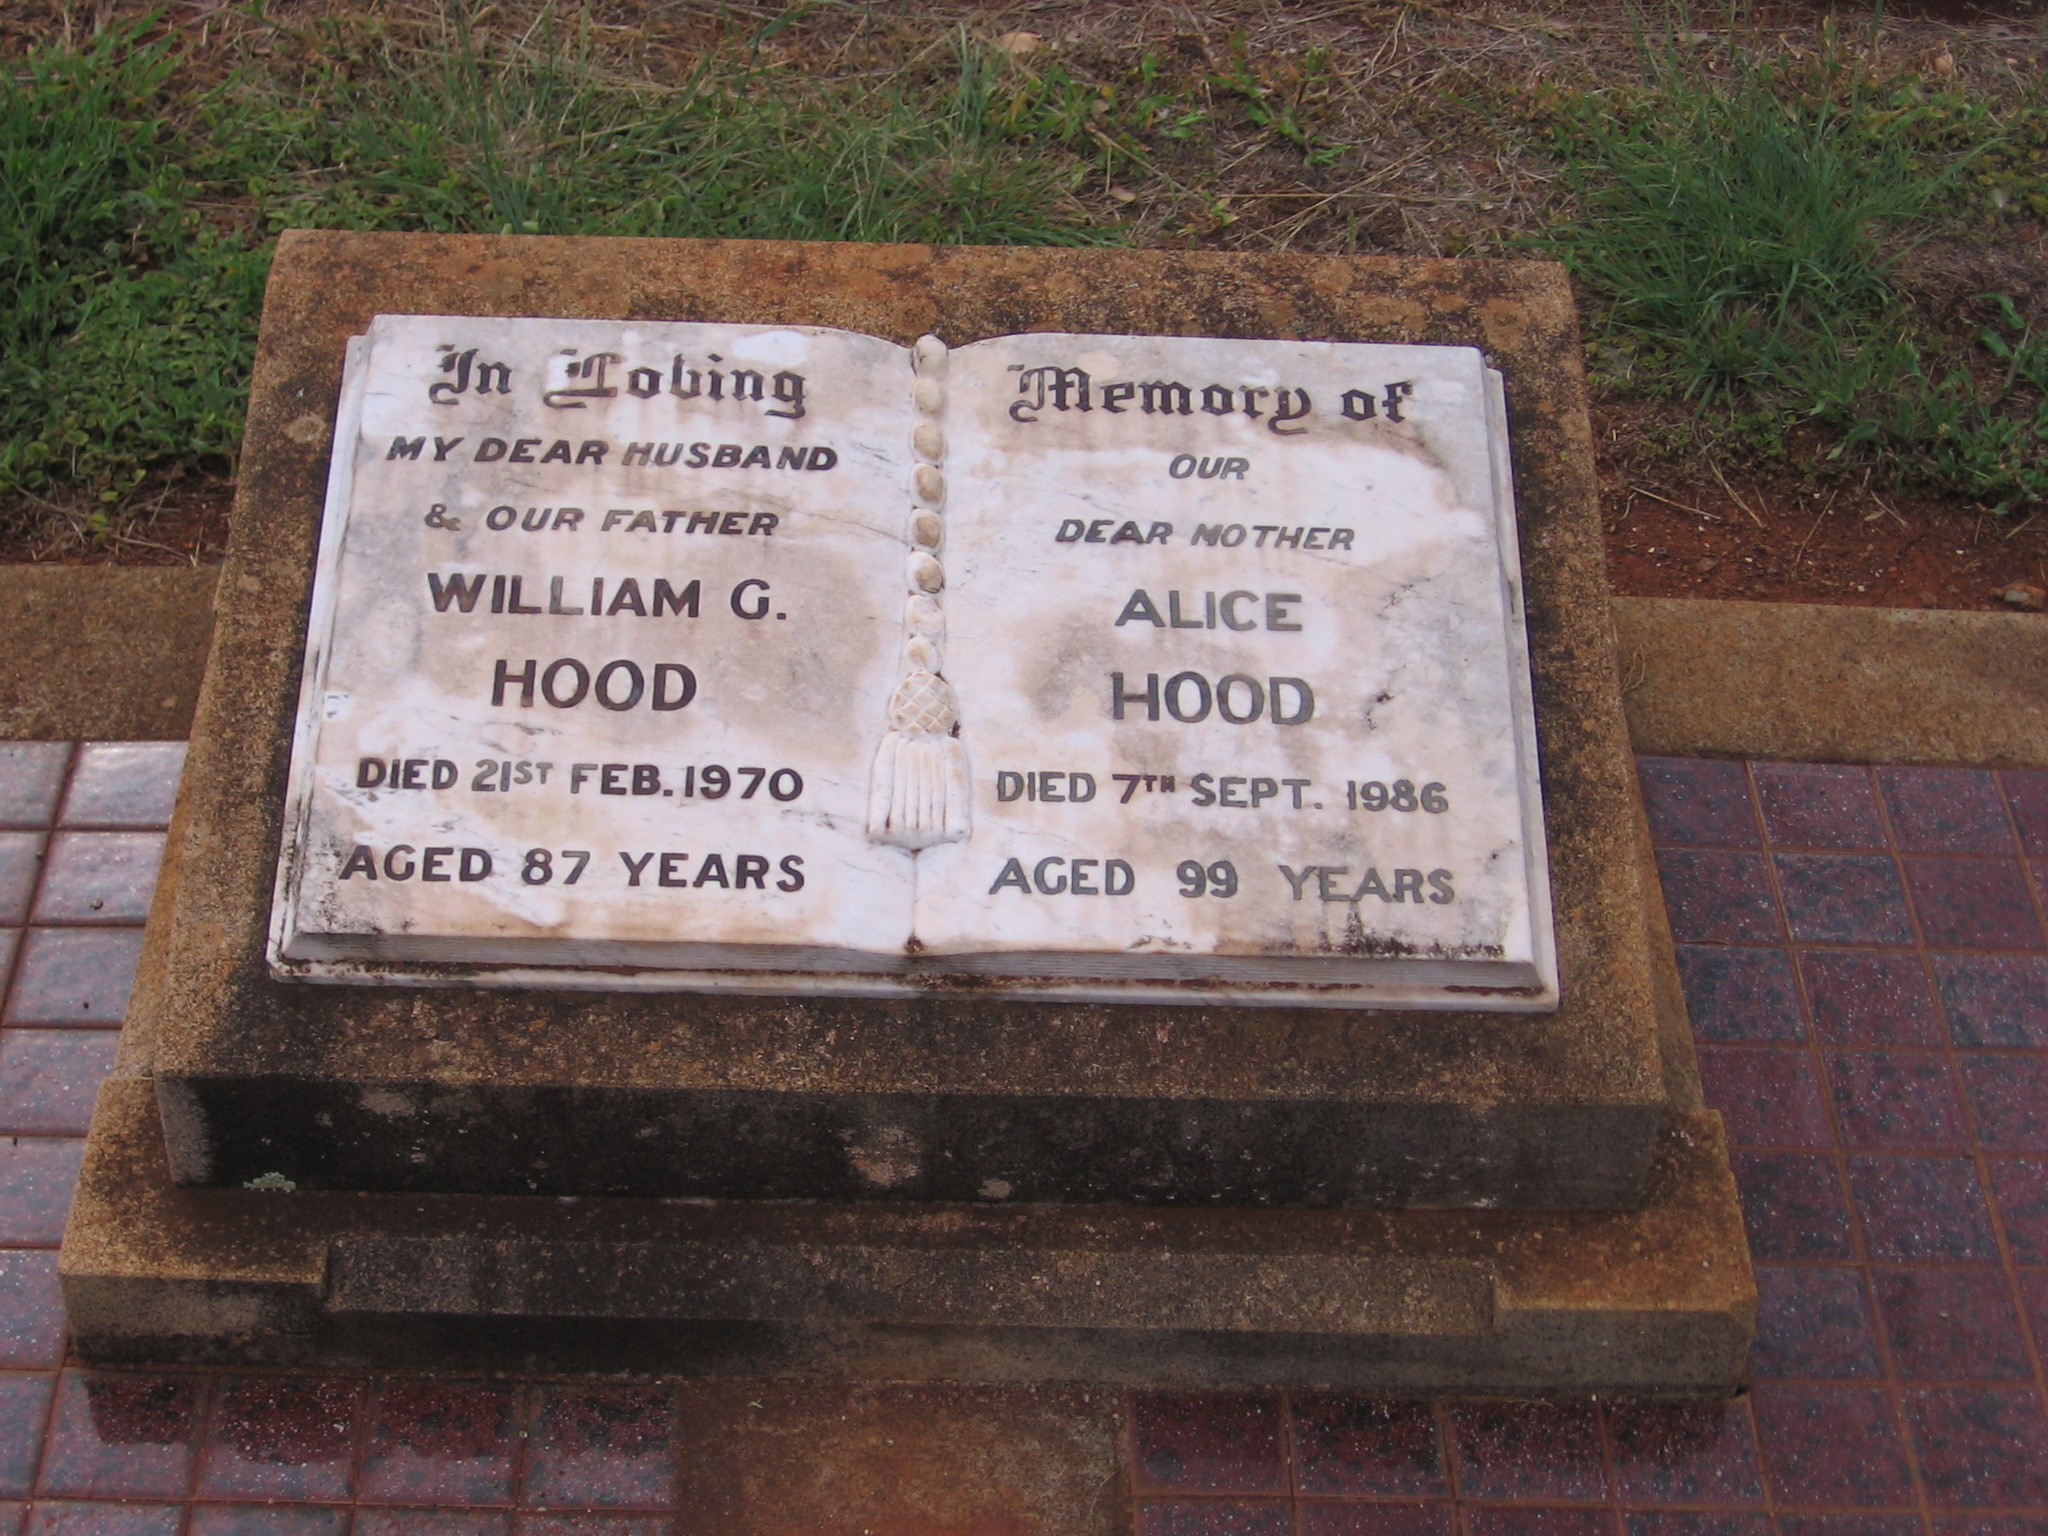 In Loving
MY DEAR HUSBAND
& OUR FATHER
WILLIAM G.
HOOD
DIED 21ST FEB. 1970
AGED 87 YEARS
Memory of
OUR
DEAR MOTHER
ALICE
HOOD
DIED 7TH SEPT. 1986
AGED 99 YEARS